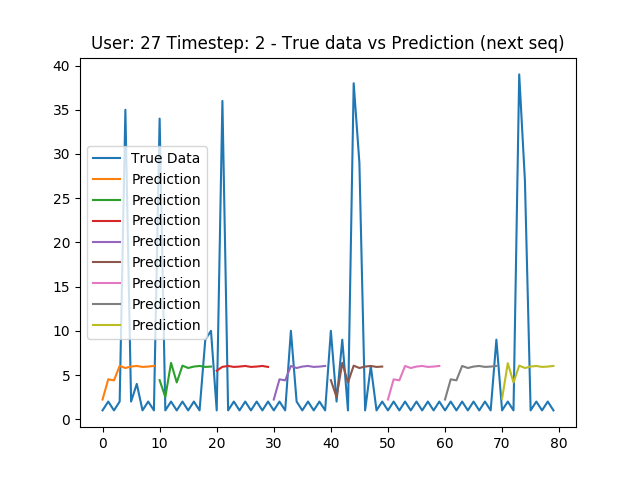 User: 27 Timestep: 2 - True data vs Prediction (next seq)
40
35
30
25
20
15
10
5
0
True Data
Prediction
Prediction
Prediction
Prediction
Prediction
Prediction
Prediction
Prediction
0 10 20 30 40 50 60 70 80